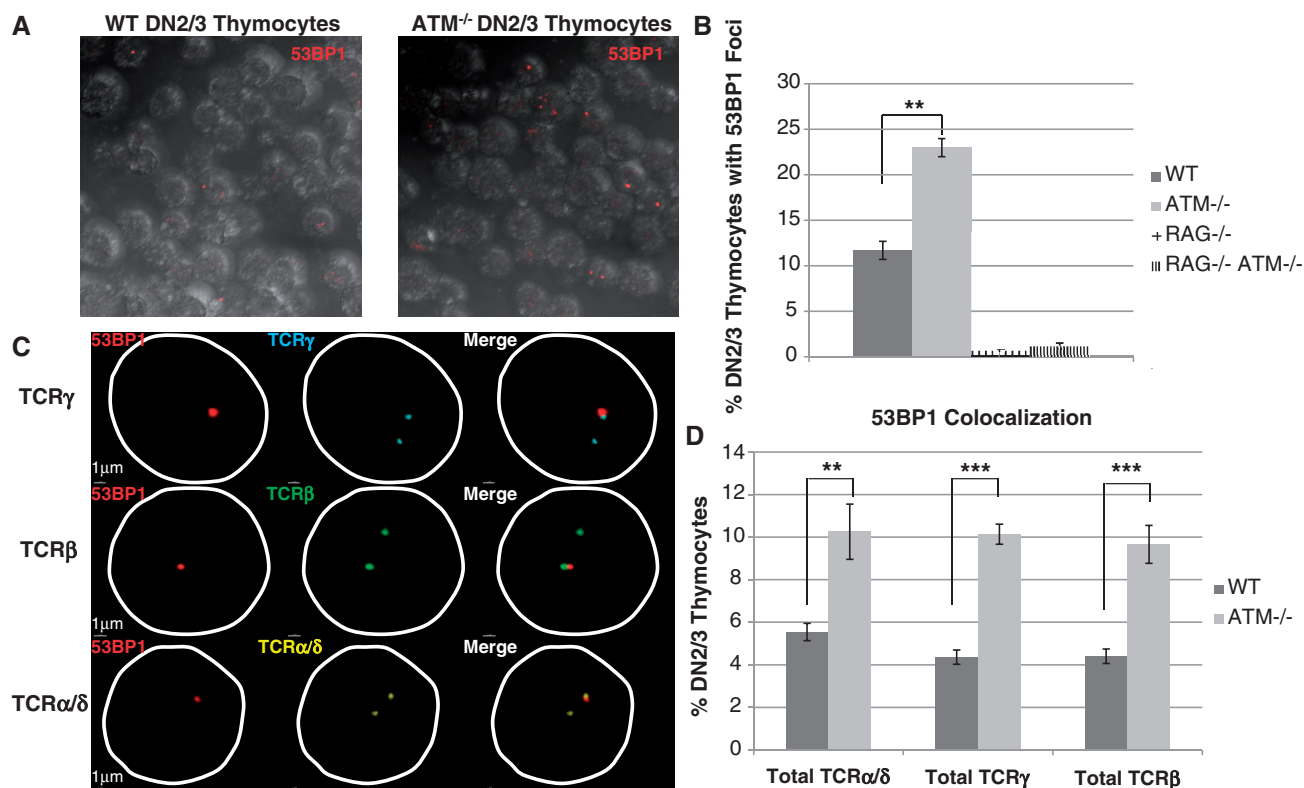 A
WT DN2/3 Thymocytes
53BP1
ATM-/- DN2/3 Thymocytes
53BP1
B
% DN2/3 Thymocytes with 53BP1 Foci
30
25
20
15
10
5
0
**
WT
ATM-/-
RAG-/-
RAG-/- ATM-/-
C
53BP1
TCRγ
Merge
TCRγ
1μm
53BP1
TCRβ
Merge
TCRβ
1μm
53BP1
TCRα/δ
Merge
TCRα/δ
1μm
D
53BP1 Colocalization
% DN2/3 Thymocytes
14
12
10
8
6
4
2
0
**
***
***
WT
ATM-/-
Total TCRα/δ
Total TCRγ
Total TCRβ